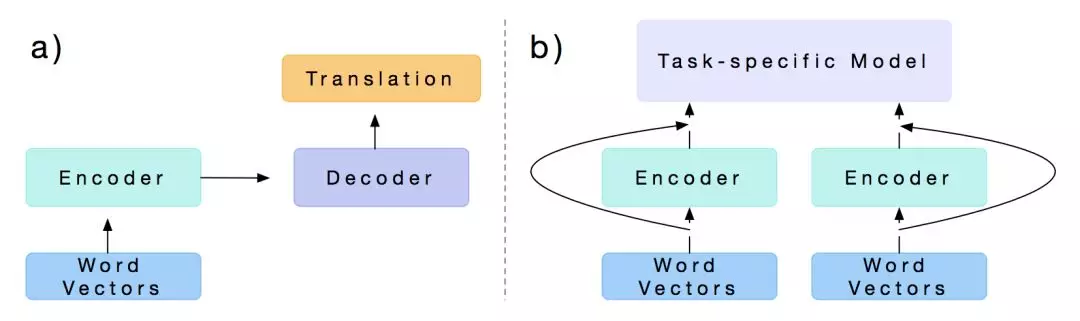 a)
Translation
Encoder
Decoder
Word
Vectors
b)
Task-specific Model
Encoder
Encoder
Word
Vectors
Word
Vectors